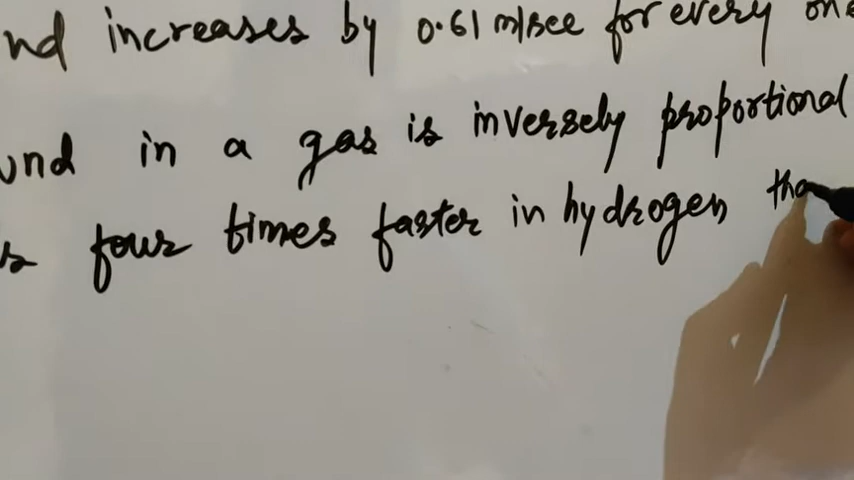 nd increases by 0.61 m/sec for every one
und in a gas is inversely proportional
is four times faster in hydrogen tha